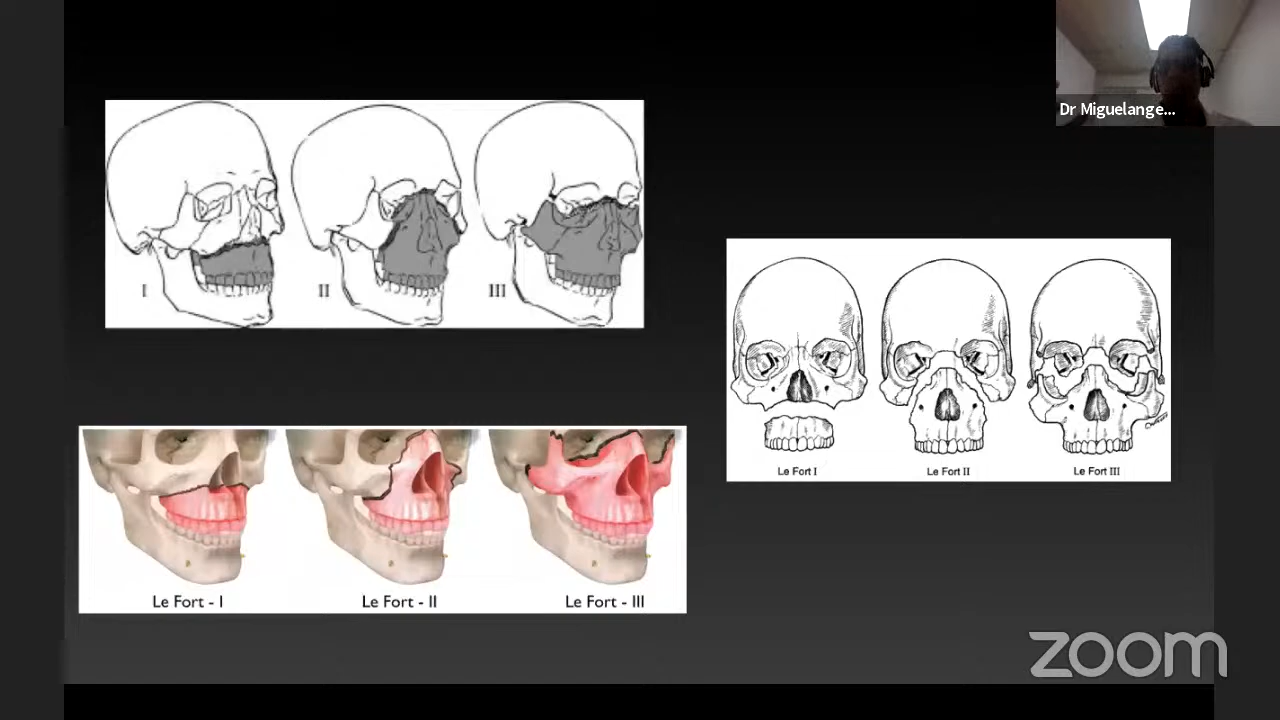 Dr Miguelange...
I II III
Le Fort I Le Fort II Le Fort III
Le Fort - I Le Fort - II Le Fort - III
zoom